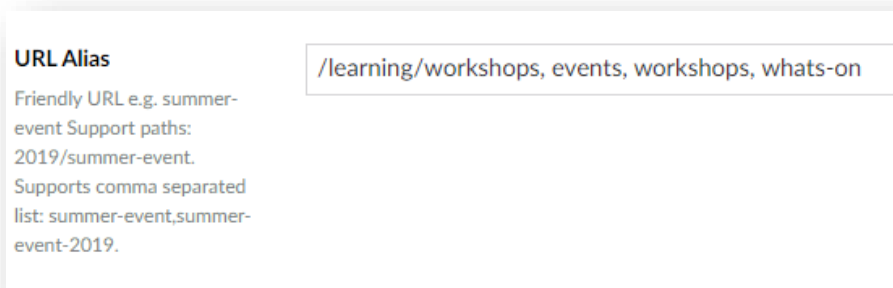 URL Alias
/learning/workshops, events, workshops, whats-on
Friendly URL e.g. summer-
event Support paths:
2019/summer-event.
Supports comma separated
list: summer-event,summer-
event-2019.